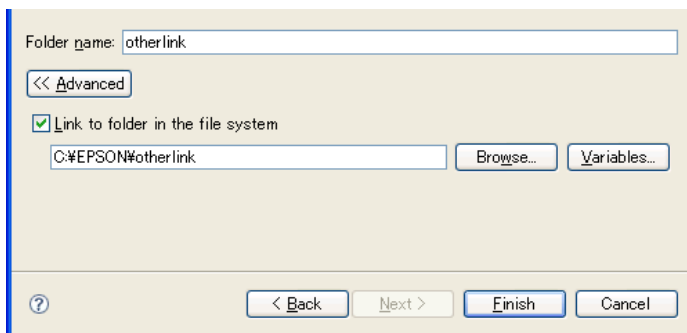 Folder name: otherlink
<< Advanced
Link to folder in the file system
C:¥EPSON¥otherlink Browse... Variables...
? < Back Next > Finish Cancel